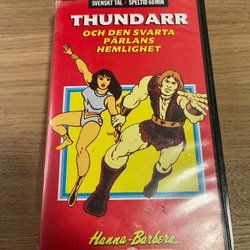 SVENSKT TAL - SPELTID 60 MIN
THUNDARR
OCH DEN SVARTA
PÄRLANS
HEMLIGHET
Hanna-Barbera